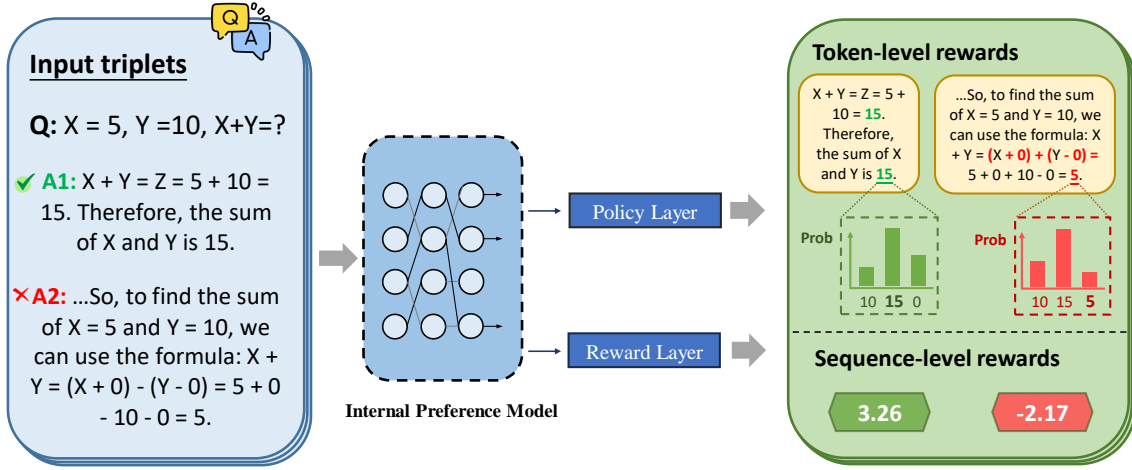 Q
A
Input triplets
Q: X = 5, Y =10, X+Y=?
A1: X + Y = Z = 5 + 10 =
15. Therefore, the sum
of X and Y is 15.
A2: ...So, to find the sum
of X = 5 and Y = 10, we
can use the formula: X +
Y = (X + 0) - (Y - 0) = 5 + 0
- 10 - 0 = 5.
Internal Preference Model
Policy Layer
Reward Layer
Token-level rewards
X + Y = Z = 5 +
10 = 15.
Therefore,
the sum of X
and Y is 15.
...So, to find the sum
of X = 5 and Y = 10, we
can use the formula: X
+ Y = (X + 0) + (Y - 0) =
5 + 0 + 10 - 0 = 5.
Prob
10 15 0
Prob
10 15 5
Sequence-level rewards
3.26
-2.17